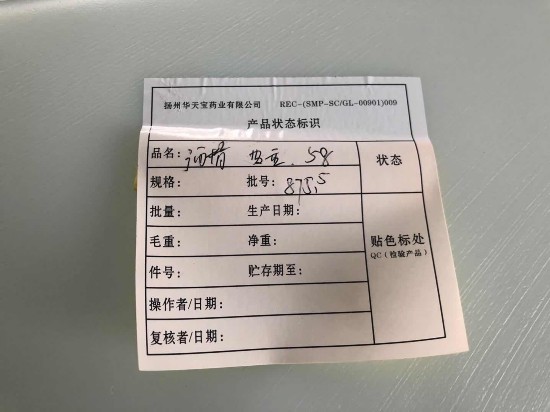 扬州华天宝药业有限公司 REC-(SMP-SC/GL-00901)009
产品状态标识
品名: 58 状态
规格: 批号: 875.5
批量: 生产日期:
毛重: 净重: 贴色标处
QC（检验产品）
件号: 贮存期至:
操作者/日期:
复核者/日期: